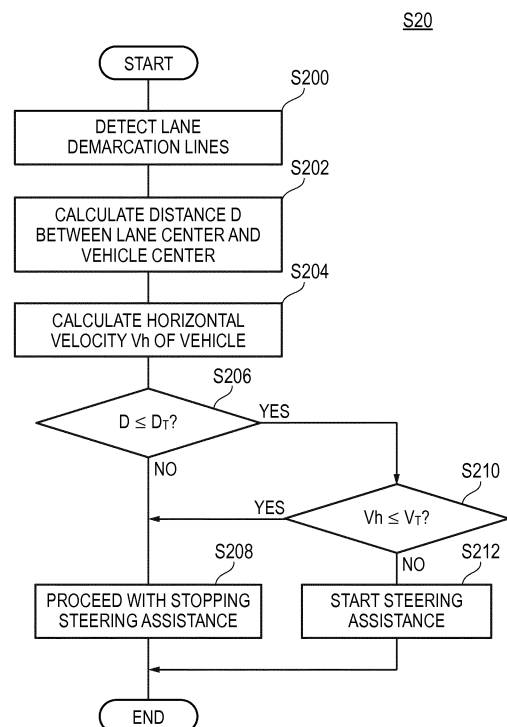 S20
START
S200
DETECT LANE
DEMARCATION LINES
S202
CALCULATE DISTANCE D
BETWEEN LANE CENTER AND
VEHICLE CENTER
S204
CALCULATE HORIZONTAL
VELOCITY Vh OF VEHICLE
S206
D ≤ DT?
YES
NO
S210
Vh ≤ VT?
YES
NO
S208
PROCEED WITH STOPPING
STEERING ASSISTANCE
S212
START STEERING
ASSISTANCE
END